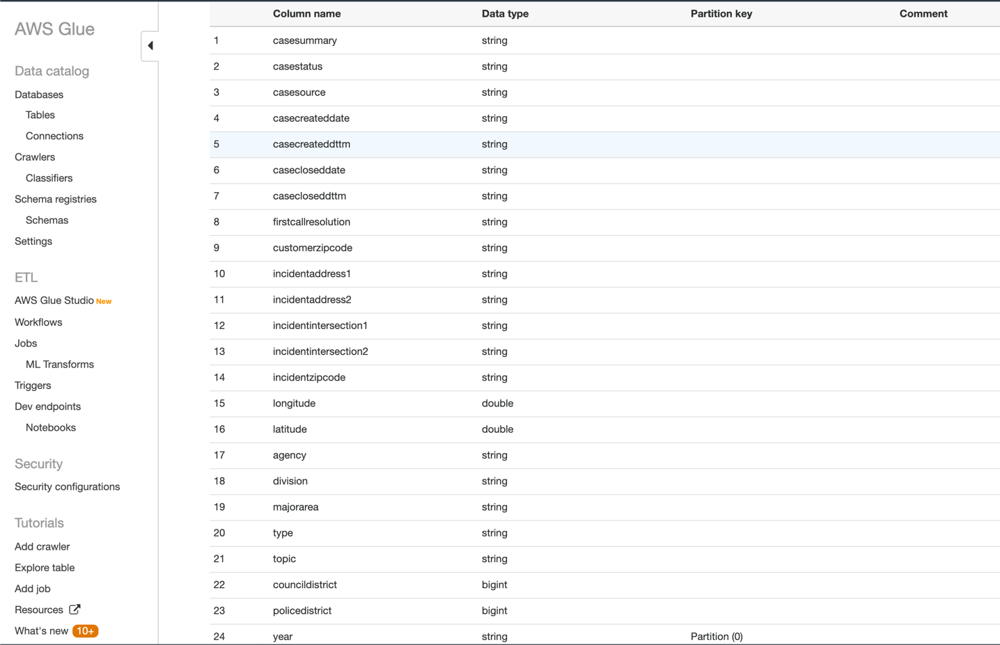 AWS Glue
Data catalog
Databases
Tables
Connections
Crawlers
Classifiers
Schema registries
Schemas
Settings
ETL
AWS Glue Studio New
Workflows
Jobs
ML Transforms
Triggers
Dev endpoints
Notebooks
Security
Security configurations
Tutorials
Add crawler
Explore table
Add job
Resources
What's new 10+
Column name Data type Partition key Comment
1 casesummary string
2 casestatus string
3 casesource string
4 casecreateddate string
5 casecreateddttm string
6 casecloseddate string
7 casecloseddttm string
8 firstcallresolution string
9 customerzipcode string
10 incidentaddress1 string
11 incidentaddress2 string
12 incidentintersection1 string
13 incidentintersection2 string
14 incidentzipcode string
15 longitude double
16 latitude double
17 agency string
18 division string
19 majorarea string
20 type string
21 topic string
22 councildistrict bigint
23 policedistrict bigint
24 year string Partition (0)